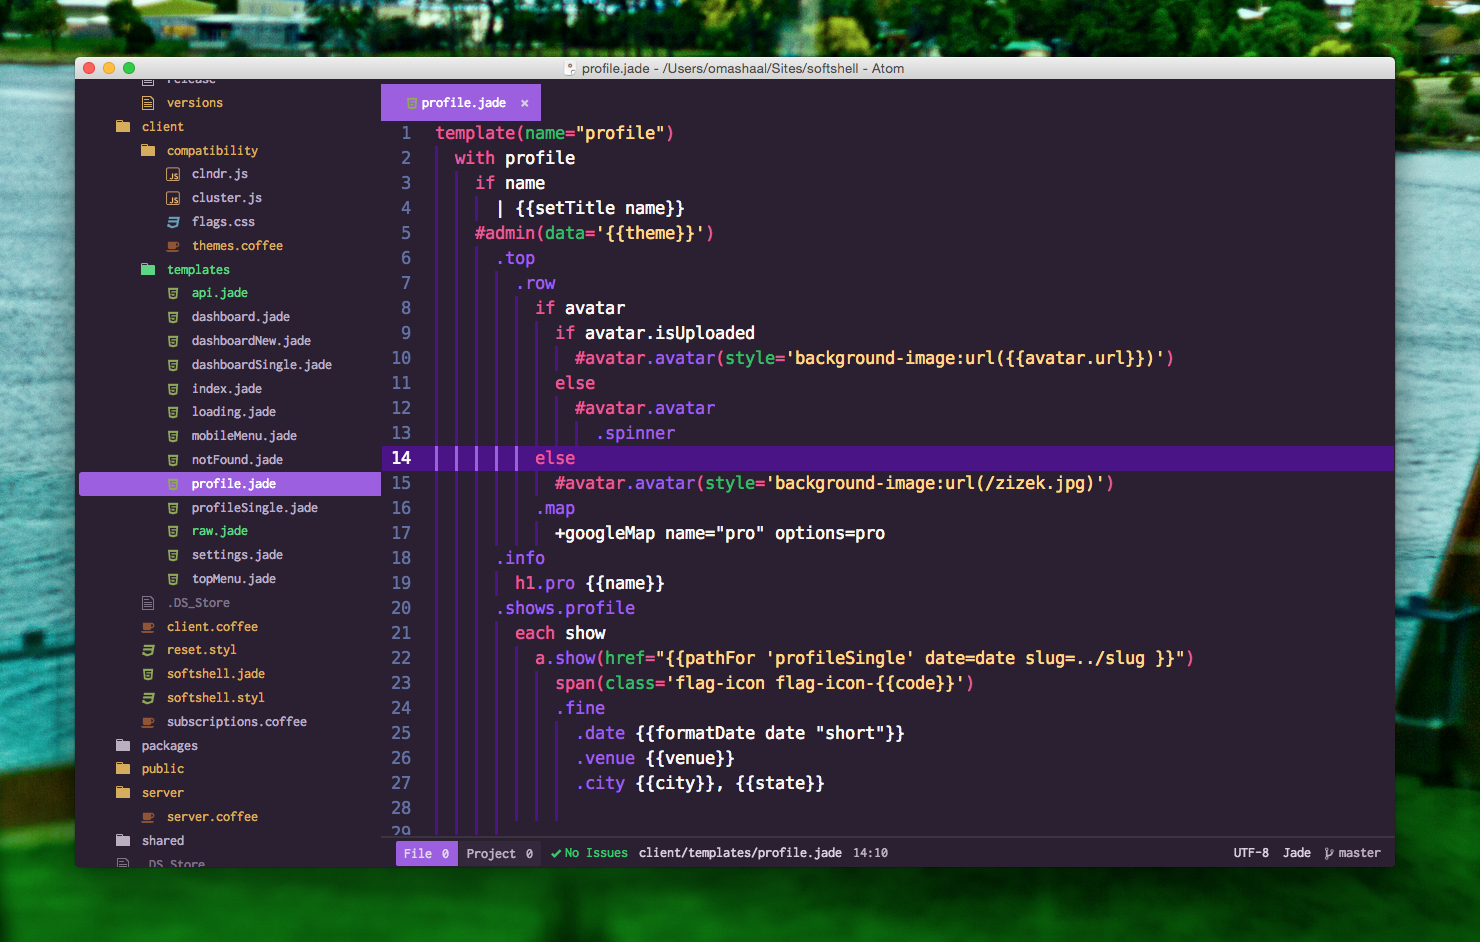 profile.jade - /Users/omashaal/Sites/softshell - Atom
release
versions
client
compatibility
clndr.js
cluster.js
flags.css
themes.coffee
templates
api.jade
dashboard.jade
dashboardNew.jade
dashboardSingle.jade
index.jade
loading.jade
mobileMenu.jade
notFound.jade
profile.jade
profileSingle.jade
raw.jade
settings.jade
topMenu.jade
.DS_Store
client.coffee
reset.styl
softshell.jade
softshell.styl
subscriptions.coffee
packages
public
server
server.coffee
shared
.DS_Store
profile.jade ×
1 template(name="profile")
2 with profile
3 if name
4 | {{setTitle name}}
5 #admin(data='{{theme}}')
6 .top
7 .row
8 if avatar
9 if avatar.isUploaded
10 #avatar.avatar(style='background-image:url({{avatar.url}})')
11 else
12 #avatar.avatar
13 .spinner
14 else
15 #avatar.avatar(style='background-image:url(/zizek.jpg)')
16 .map
17 +googleMap name="pro" options=pro
18 .info
19 h1.pro {{name}}
20 .shows.profile
21 each show
22 a.show(href="{{pathFor 'profileSingle' date=date slug=../slug }}")
23 span(class='flag-icon flag-icon-{{code}}')
24 .fine
25 .date {{formatDate date "short"}}
26 .venue {{venue}}
27 .city {{city}}, {{state}}
28
29
File 0 Project 0 No Issues client/templates/profile.jade 14:10 UTF-8 Jade master